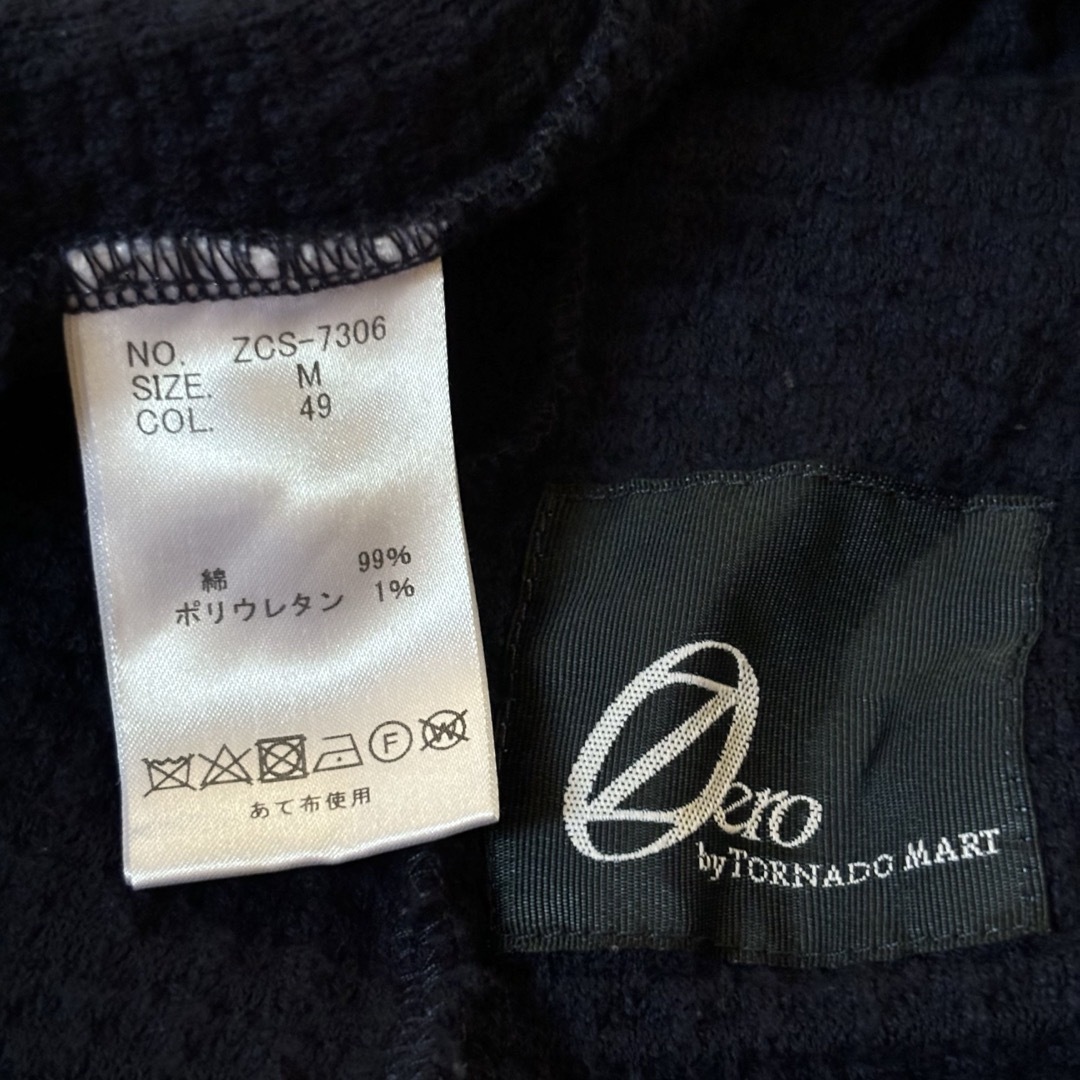 NO. ZCS-7306
SIZE. M
COL. 49
綿 99%
ポリウレタン 1%
F W
あて布使用
Zero
by TORNADO MART